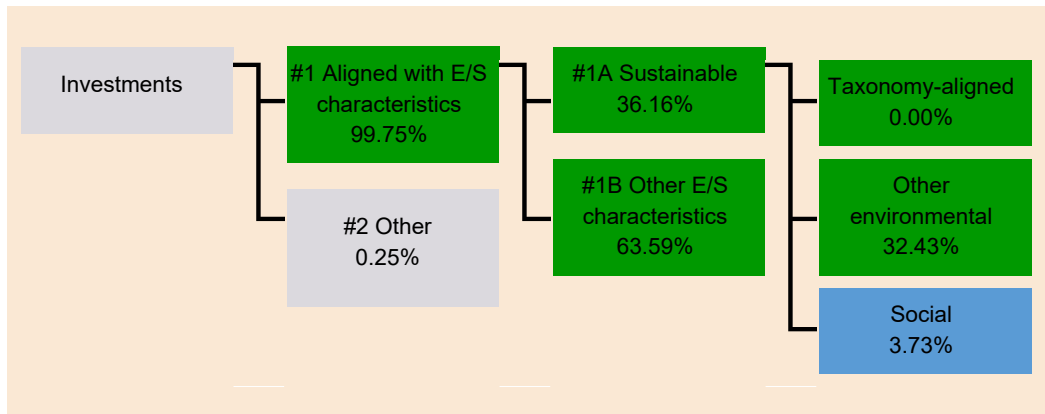 Investments
#1 Aligned with E/S
characteristics
99.75%
#2 Other
0.25%
#1A Sustainable
36.16%
#1B Other E/S
characteristics
63.59%
Taxonomy-aligned
0.00%
Other
environmental
32.43%
Social
3.73%